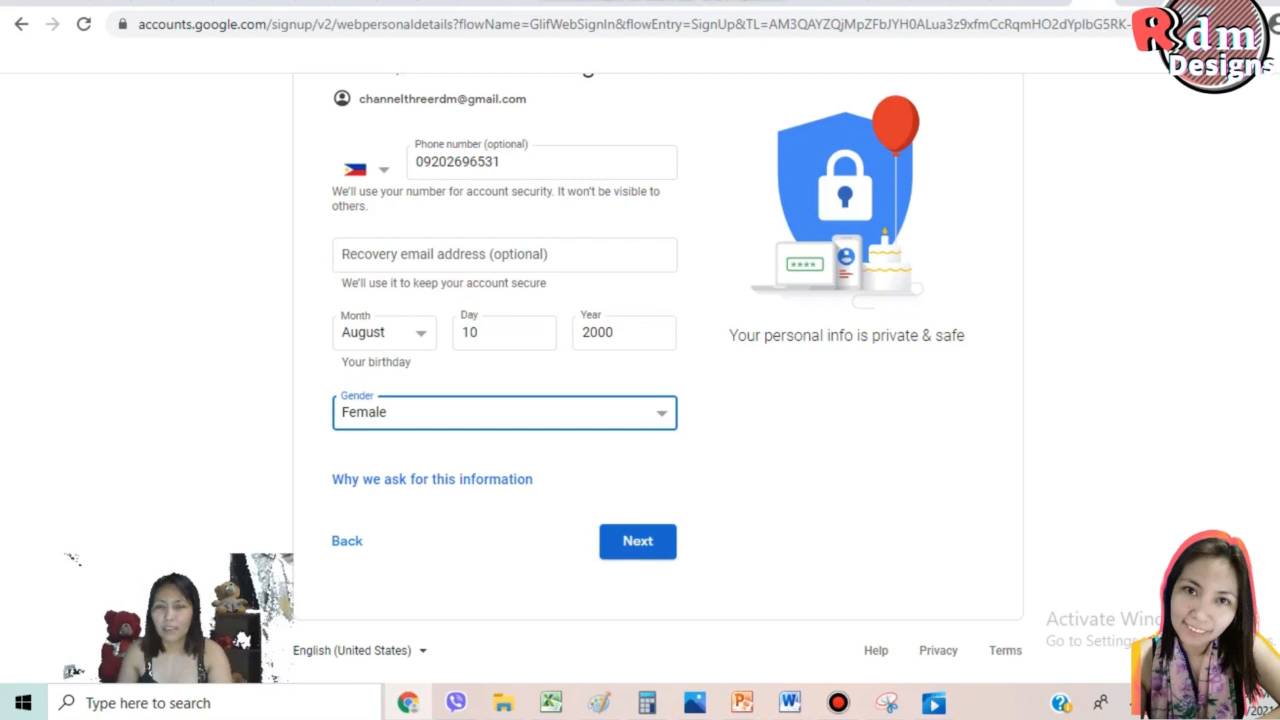 accounts.google.com/signup/v2/webpersonaldetails?flowName=GlifWebSignIn&flowEntry=SignUp&TL=AM3QAYZQjMpZFbJYH0ALua3z9xfmCcRqmHO2dYpIbG5RK-
Rdm
Designs
channelthreerdm@gmail.com
Phone number (optional)
09202696531
We'll use your number for account security. It won't be visible to
others.
Recovery email address (optional)
We'll use it to keep your account secure
Month
Day
Year
August
10
2000
Your birthday
Your personal info is private & safe
Gender
Female
Why we ask for this information
Back
Next
Activate Win
Go to Settings
English (United States)
Help
Privacy
Terms
Type here to search